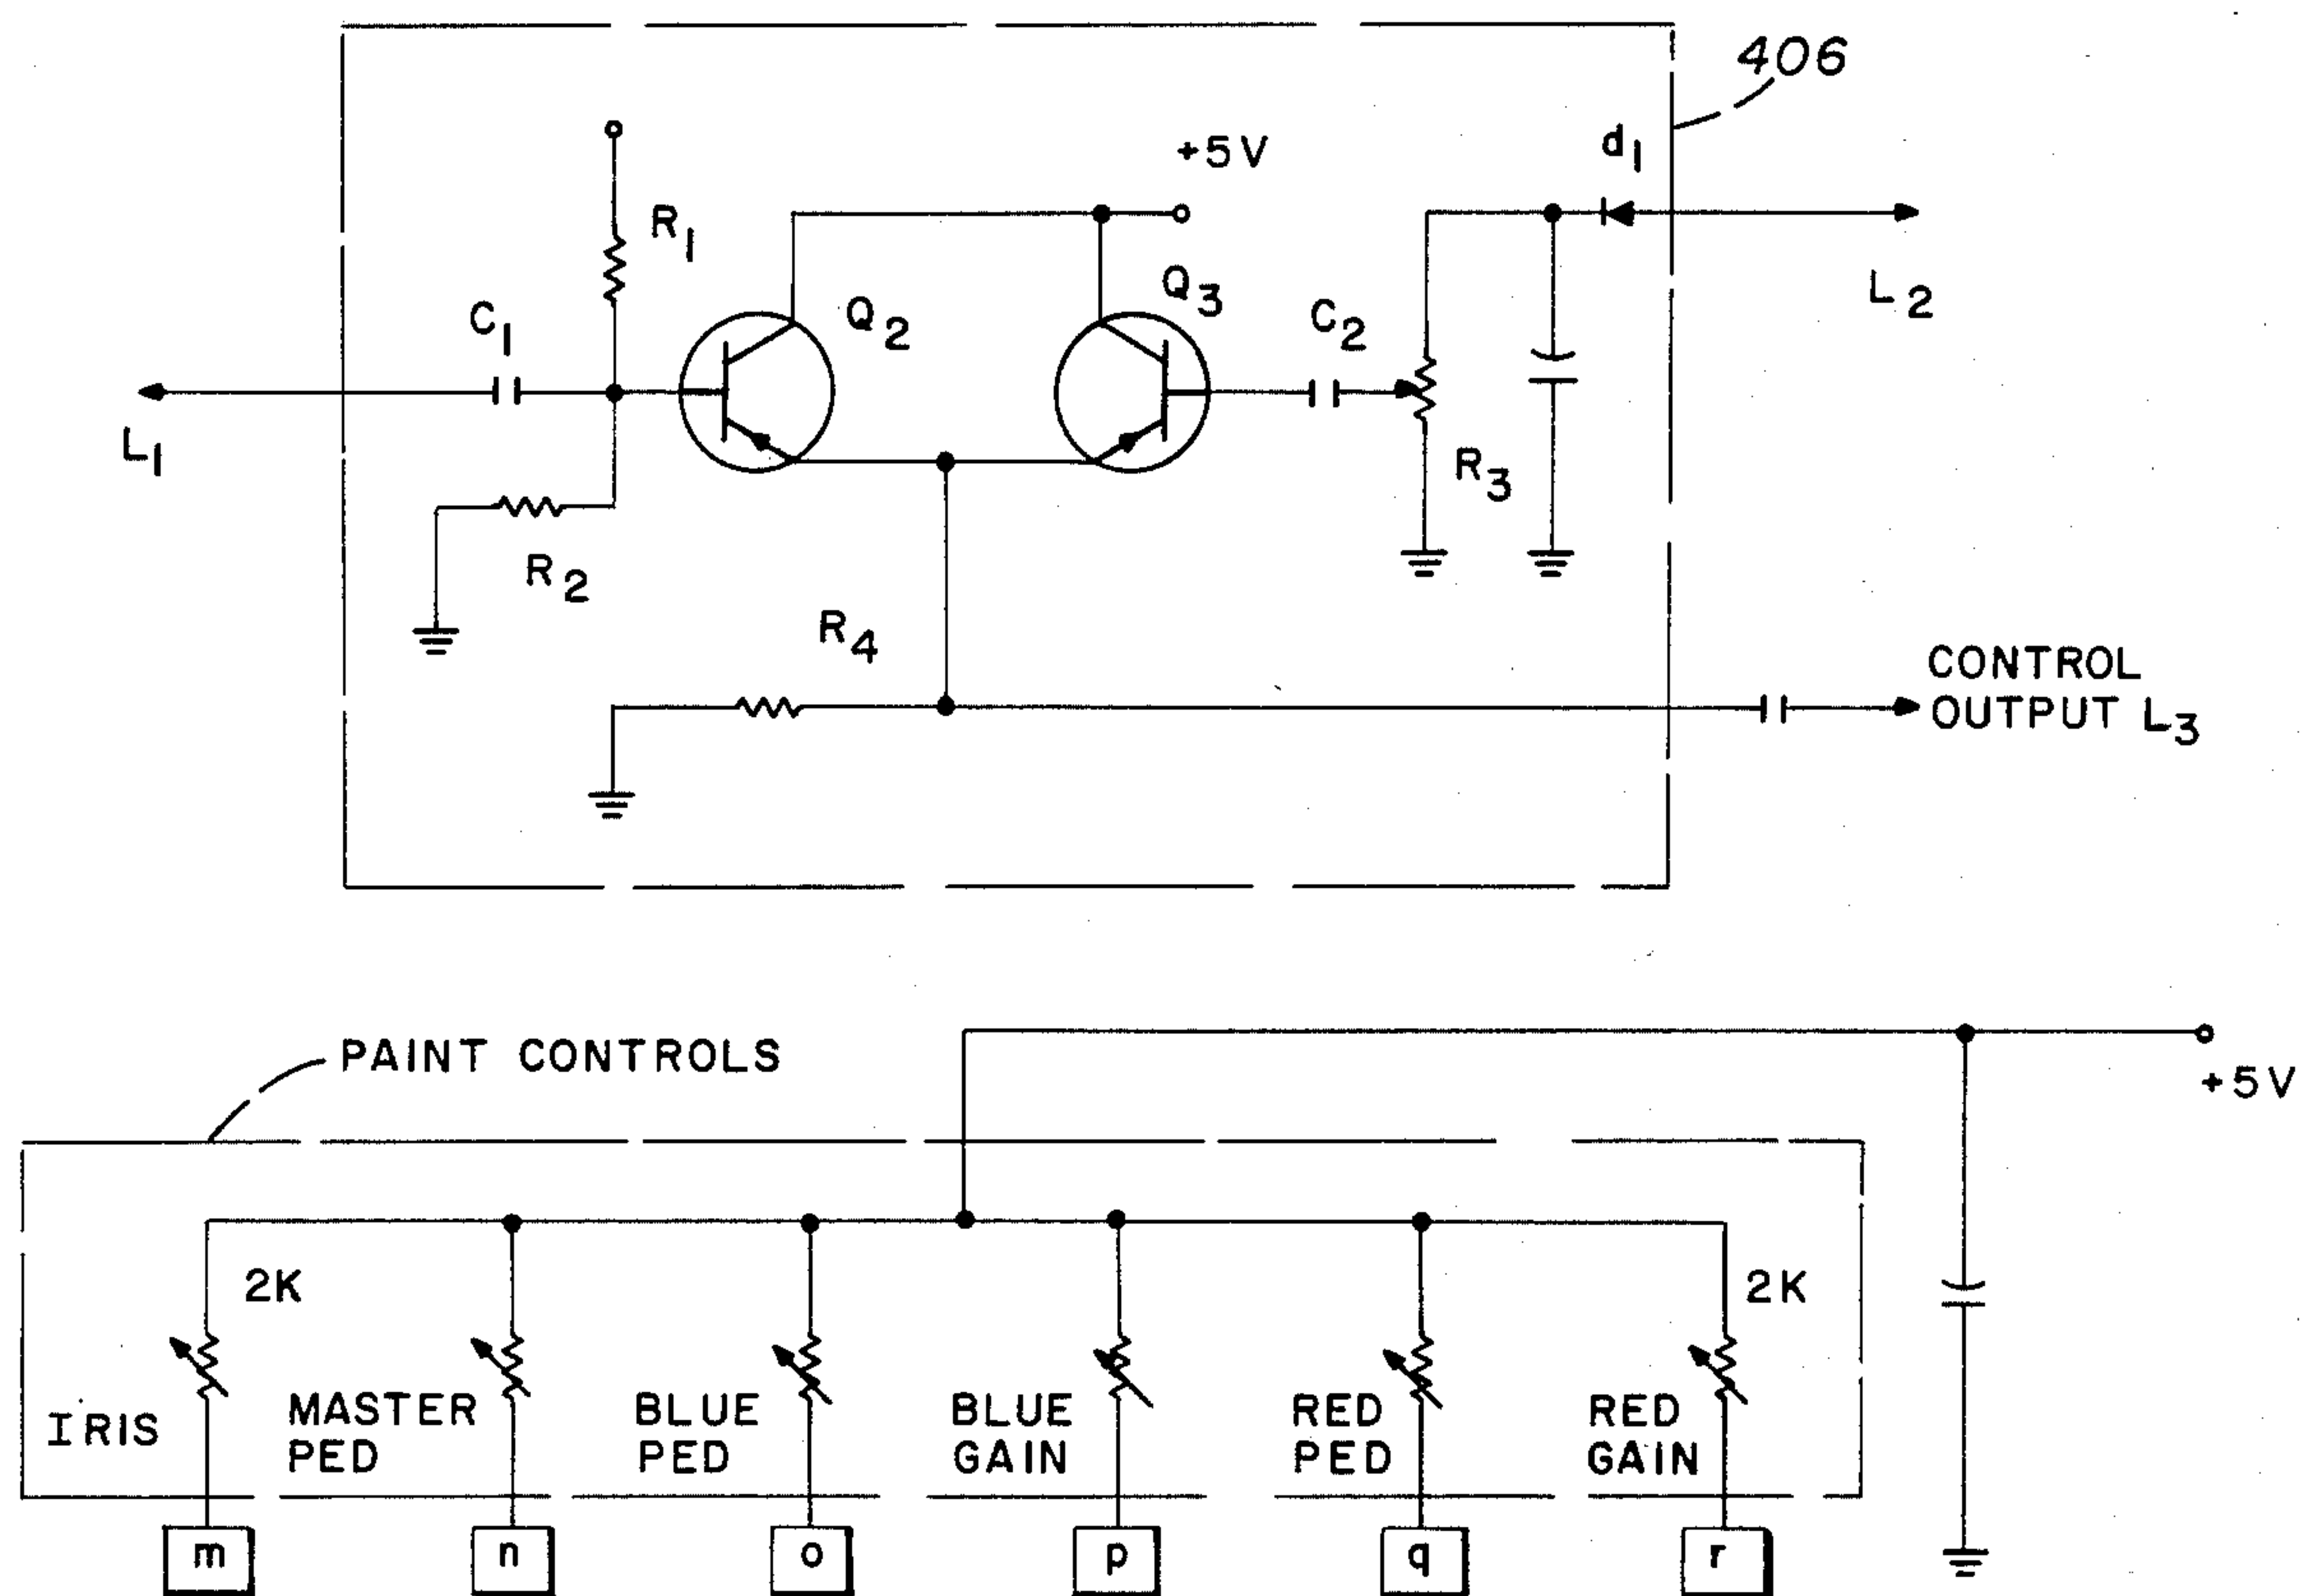 406
+5V
d1
R1
Q3
Q2
C1
C2
L2
L1
R3
R2
R4
CONTROL
OUTPUT L3
PAINT CONTROLS
+5V
2K
2K
IRIS
MASTER
PED
BLUE
PED
BLUE
GAIN
RED
PED
RED
GAIN
m
n
o
p
q
r